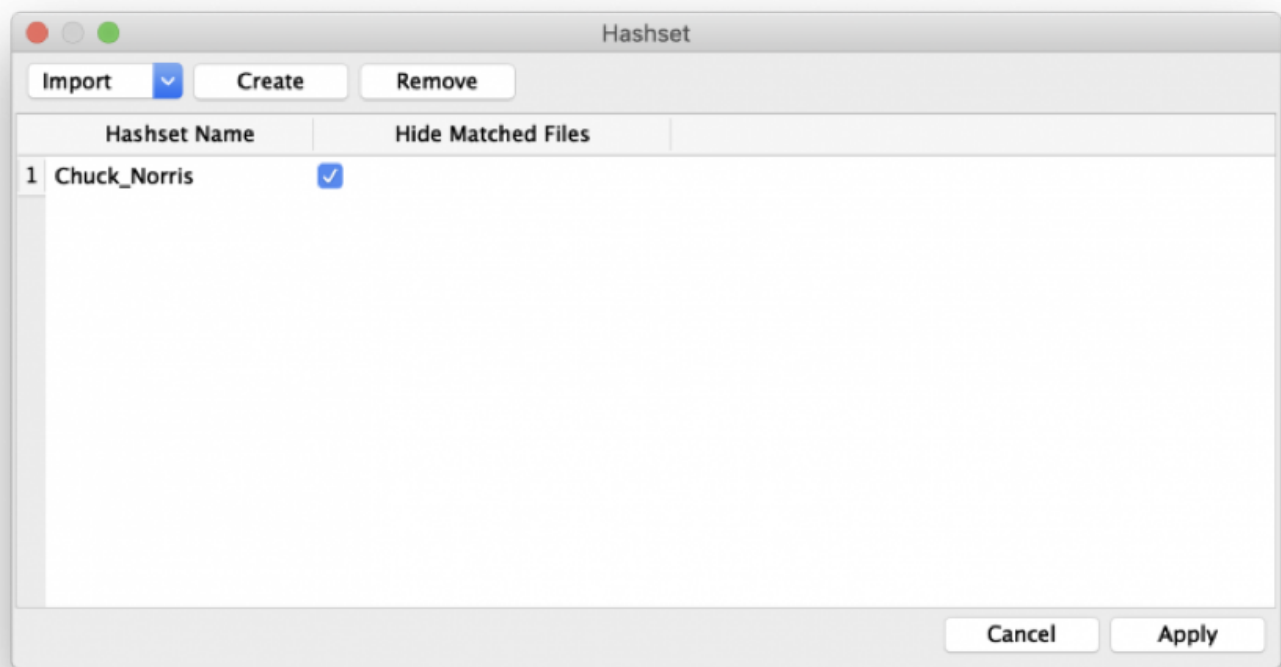 Hashset
Import Create Remove
Hashset Name Hide Matched Files
1 Chuck_Norris
Cancel Apply